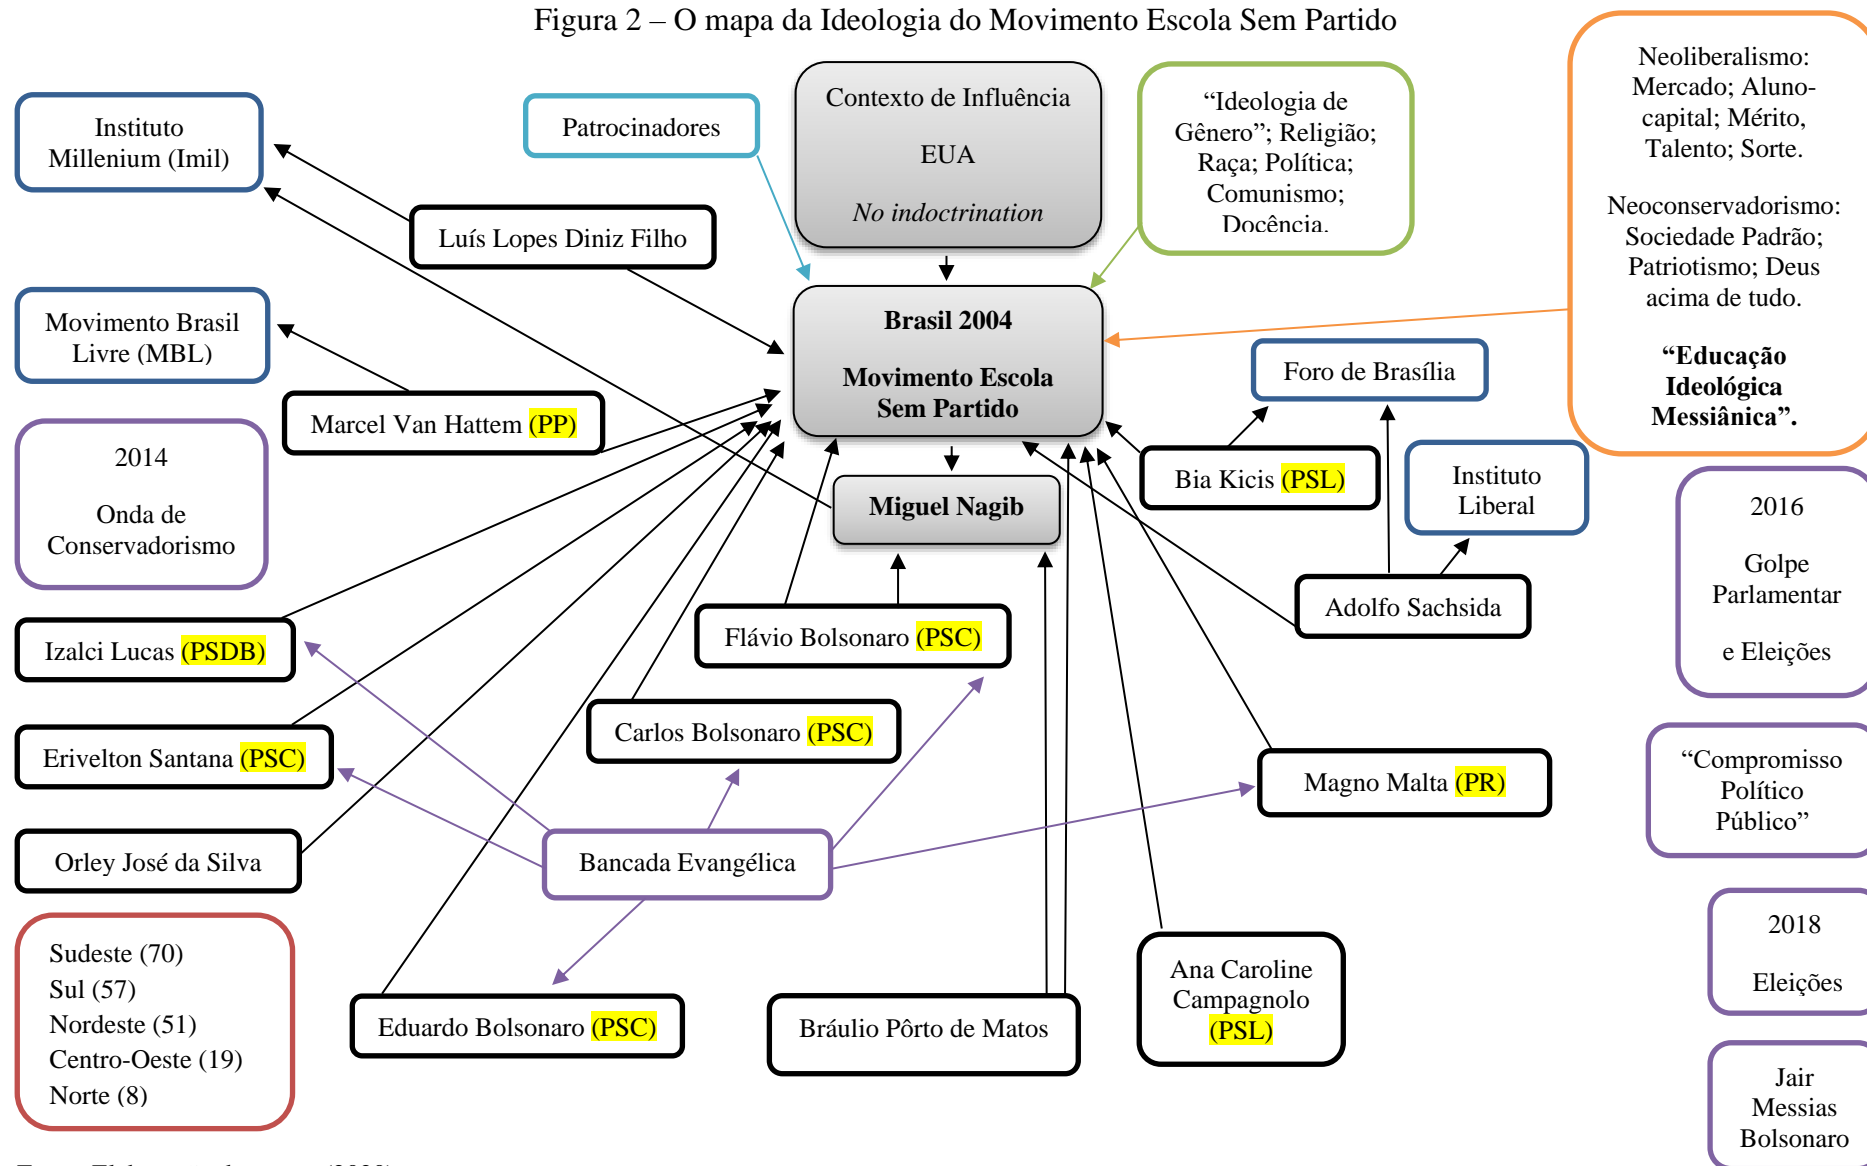 Figura 2 – O mapa da Ideologia do Movimento Escola Sem Partido
Instituto
Millenium (Imil)
Patrocinadores
Contexto de Influência
EUA
No indoctrination
“Ideologia de
Gênero”; Religião;
Raça; Política;
Comunismo;
Docência.
Neoliberalismo:
Mercado; Aluno-
capital; Mérito,
Talento; Sorte.
Neoconservadorismo:
Sociedade Padrão;
Patriotismo; Deus
acima de tudo.
“Educação
Ideológica
Messiânica”.
Luís Lopes Diniz Filho
Movimento Brasil
Livre (MBL)
Brasil 2004
Movimento Escola
Sem Partido
Foro de Brasília
Marcel Van Hattem (PP)
2014
Onda de
Conservadorismo
Miguel Nagib
Bia Kicis (PSL)
Instituto
Liberal
2016
Golpe
Parlamentar
e Eleições
Izalci Lucas (PSDB)
Flávio Bolsonaro (PSC)
Adolfo Sachsida
Erivelton Santana (PSC)
Carlos Bolsonaro (PSC)
Magno Malta (PR)
“Compromisso
Político
Público”
Orley José da Silva
Bancada Evangélica
Sudeste (70)
Sul (57)
Nordeste (51)
Centro-Oeste (19)
Norte (8)
Eduardo Bolsonaro (PSC)
Bráulio Pôrto de Matos
Ana Caroline
Campagnolo
(PSL)
2018
Eleições
Jair
Messias
Bolsonaro